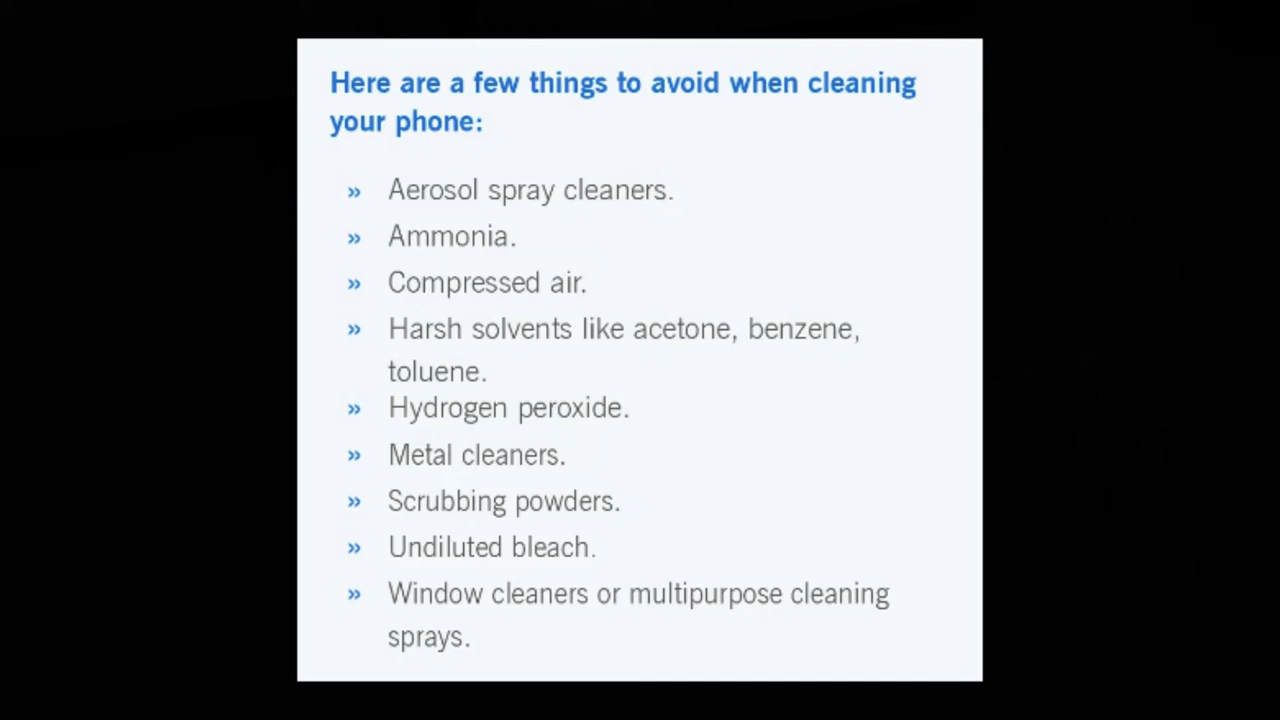 Here are a few things to avoid when cleaning
your phone:
» Aerosol spray cleaners.
» Ammonia.
» Compressed air.
» Harsh solvents like acetone, benzene,
toluene.
» Hydrogen peroxide.
» Metal cleaners.
» Scrubbing powders.
» Undiluted bleach.
» Window cleaners or multipurpose cleaning
sprays.